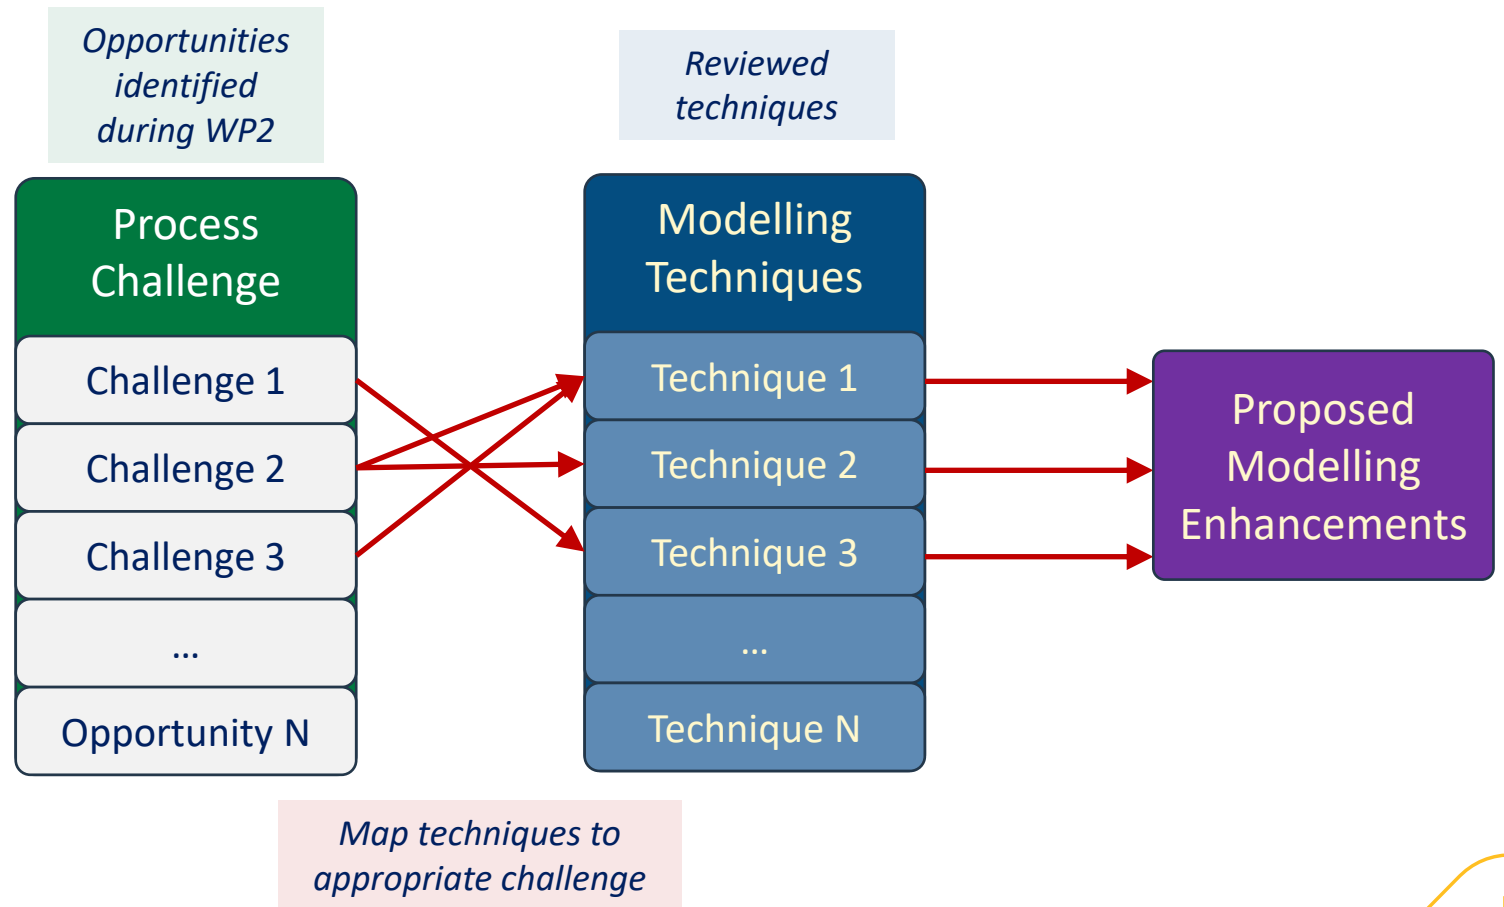 Opportunities
identified
during WP2
Reviewed
techniques
Process
Challenge
Challenge 1
Challenge 2
Challenge 3
...
Opportunity N
Modelling
Techniques
Technique 1
Technique 2
Technique 3
...
Technique N
Proposed
Modelling
Enhancements
Map techniques to
appropriate challenge